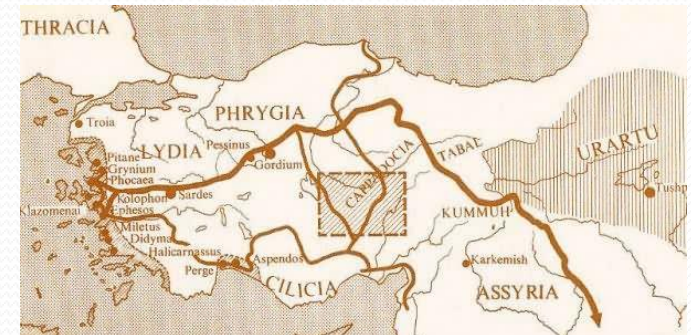 THRACIA
Troia
PHRYGIA
Pessinus
Gordium
LYDIA
Pitane
Grynium
Phocaea
Kolophon
Sardes
Klazomenai
Ephesos
Miletus
Didyma
Halicarnassus
Perge
Aspendos
CILICIA
CAPPADOCIA
TABAL
KUMMUH
URARTU
Tushp
Karkemish
ASSYRIA